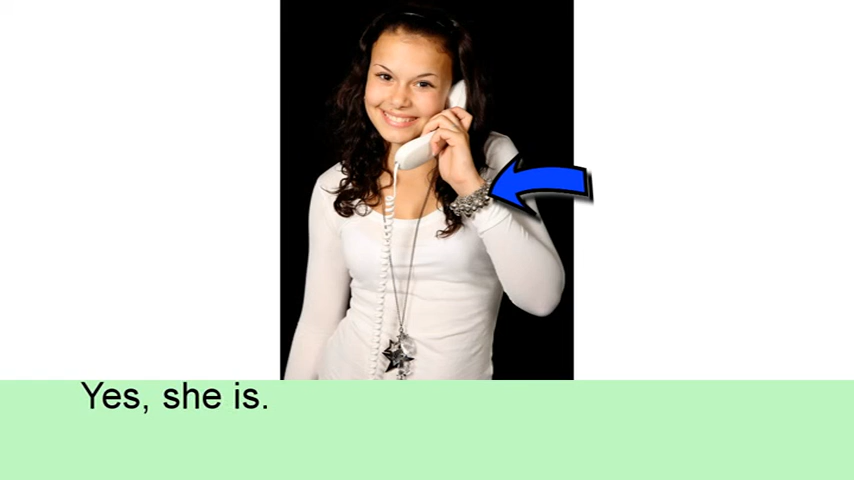 Yes, she is.